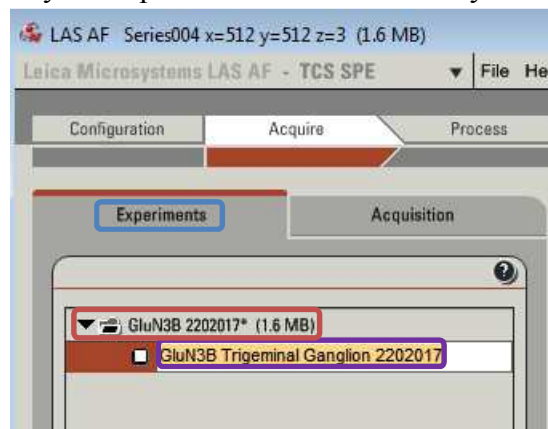 LAS AF Series004 x=512 y=512 z=3 (1.6 MB)
Leica Microsystems LAS AF - TCS SPE File He
Configuration Acquire Process
Experiments Acquisition
?
GluN3B 2202017* (1.6 MB)
GluN3B Trigeminal Ganglion 2202017